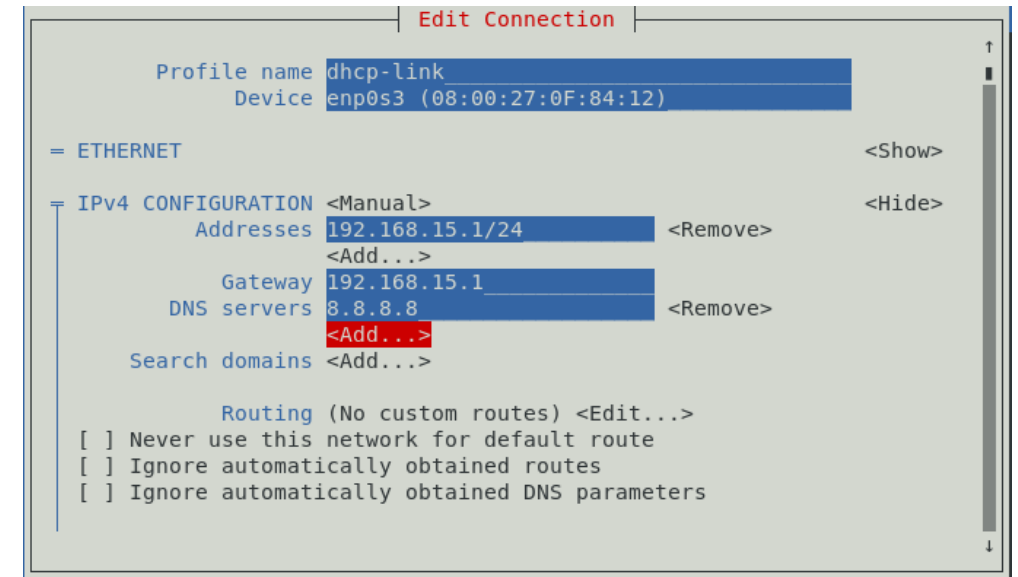 Edit Connection
Profile name dhcp-link
Device enp0s3 (08:00:27:0F:84:12)
= ETHERNET <Show>
= IPv4 CONFIGURATION <Manual> <Hide>
Addresses 192.168.15.1/24 <Remove>
<Add...>
Gateway 192.168.15.1
DNS servers 8.8.8.8 <Remove>
<Add...>
Search domains <Add...>
Routing (No custom routes) <Edit...>
[ ] Never use this network for default route
[ ] Ignore automatically obtained routes
[ ] Ignore automatically obtained DNS parameters